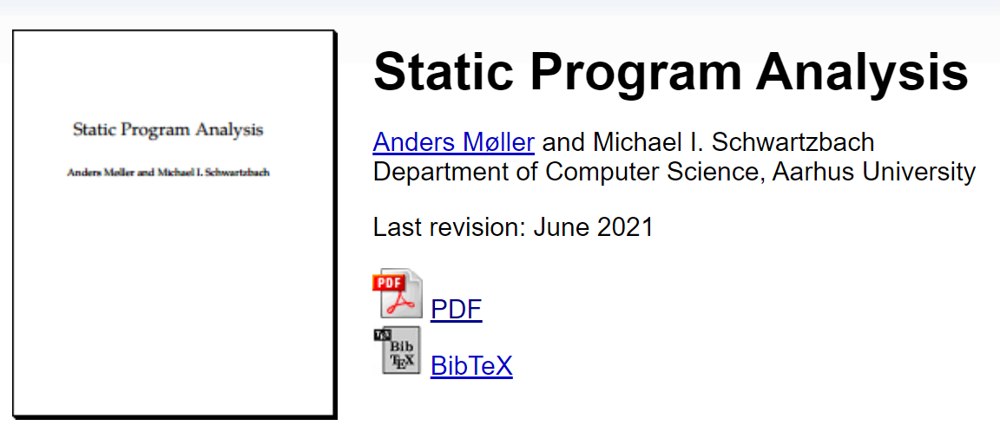 Static Program Analysis
Anders Møller and Michael I. Schwartzbach
Static Program Analysis
Anders Møller and Michael I. Schwartzbach
Department of Computer Science, Aarhus University
Last revision: June 2021
PDF
PDF
TEX
Bib
TEX
BibTeX